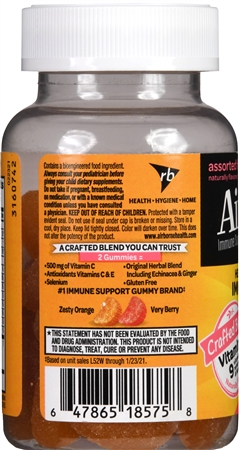 Contains a bioengineered food ingredient.
Always consult your pediatrician before
giving your child dietary supplements.
Do not take if pregnant, breastfeeding,
on medication, or with a known medical
condition unless you have consulted
a physician. KEEP OUT OF REACH OF CHILDREN. Protected with a tamper
evident seal. Do not use if seal under cap is broken or missing. Store in a
cool, dry place. Keep lid tightly closed. Color will darken over time. This does
not alter the potency of the product. www.airbornehealth.com
rb
HEALTH • HYGIENE • HOME
A CRAFTED BLEND YOU CAN TRUST
2 Gummies =
•500 mg of Vitamin C
•Antioxidants Vitamins C & E
•Selenium
•Original Herbal Blend
Including Echinacea & Ginger
•Gluten Free
#1 IMMUNE SUPPORT GUMMY BRAND‡
Zesty Orange
Very Berry
*THIS STATEMENT HAS NOT BEEN EVALUATED BY THE FOOD
AND DRUG ADMINISTRATION. THIS PRODUCT IS NOT INTENDED
TO DIAGNOSE, TREAT, CURE OR PREVENT ANY DISEASE.
‡Based on unit sales L52W through 1/23/21.
6 47865 18575 8
3160742
assorted
naturally flavored
Ai
Immune
Crafted
Vitam